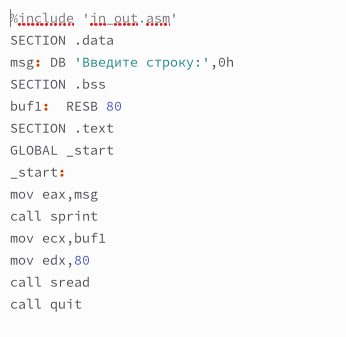 %include 'in_out.asm'
SECTION .data
msg: DB 'Введите строку:',0h
SECTION .bss
buf1:  RESB 80
SECTION .text
GLOBAL _start
_start:
mov eax,msg
call sprint
mov ecx,buf1
mov edx,80
call sread
call quit